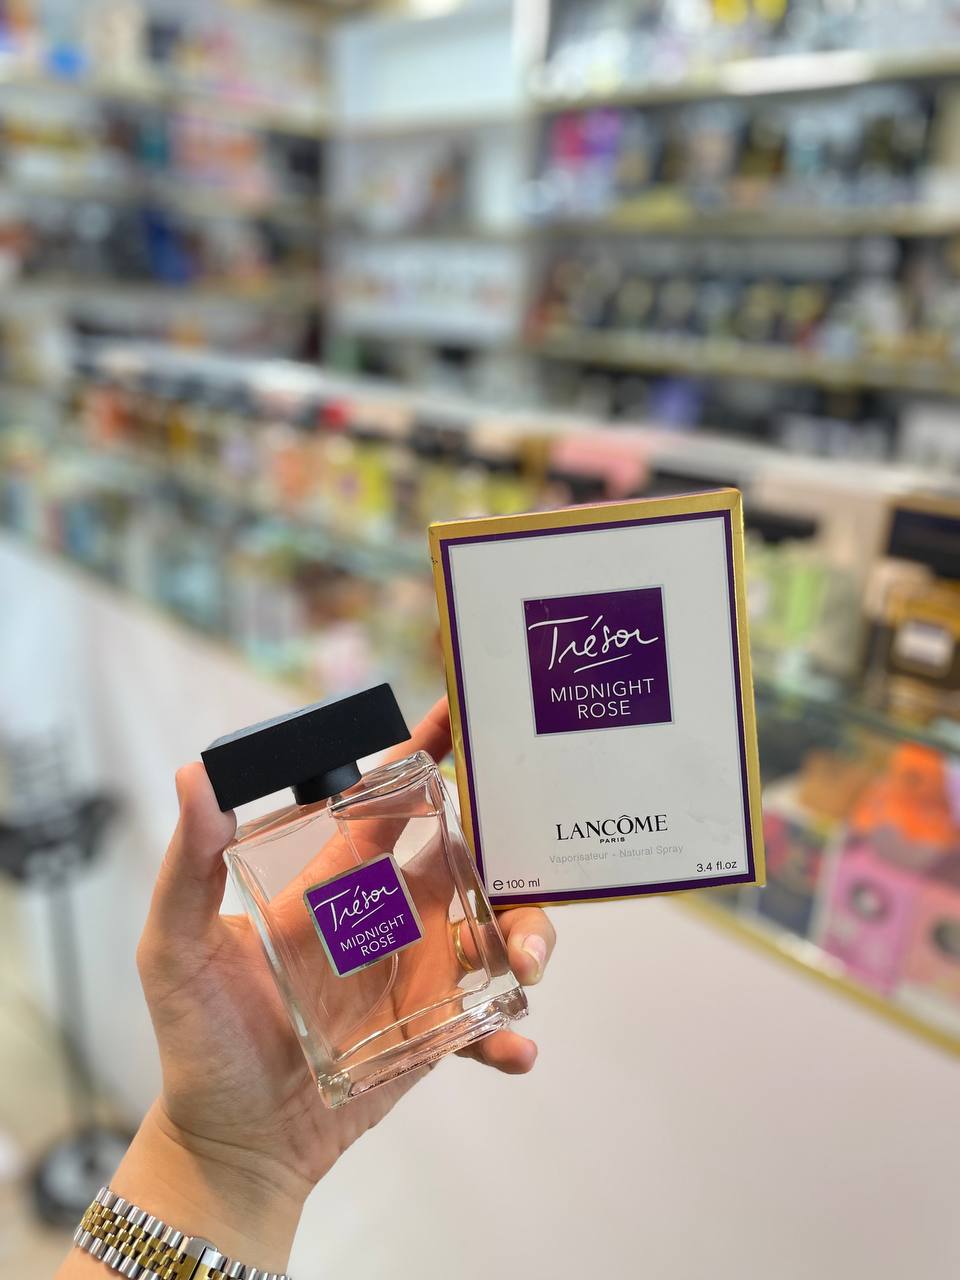 Trésor
MIDNIGHT
ROSE
LANCÔME
PARIS
Vaporisateur - Natural Spray
e 100 ml
3.4 fl.oz
Trésor
MIDNIGHT
ROSE